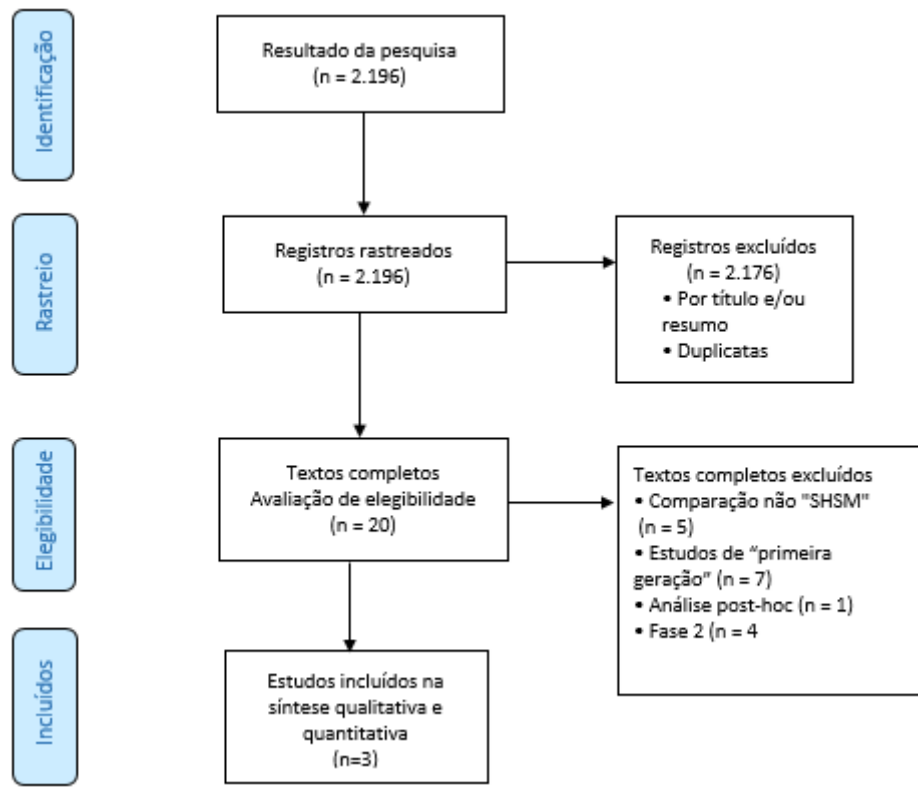 Identificação
Resultado da pesquisa
(n = 2.196)
Rastreio
Registros rastreados
(n = 2.196)
Registros excluídos
(n = 2.176)
• Por título e/ou
resumo
• Duplicatas
Elegibilidade
Textos completos
Avaliação de elegibilidade
(n = 20)
Textos completos excluídos
• Comparação não "SHSM"
(n = 5)
• Estudos de “primeira
geração” (n = 7)
• Análise post-hoc (n = 1)
• Fase 2 (n = 4
Incluídos
Estudos incluídos na
síntese qualitativa e
quantitativa
(n=3)